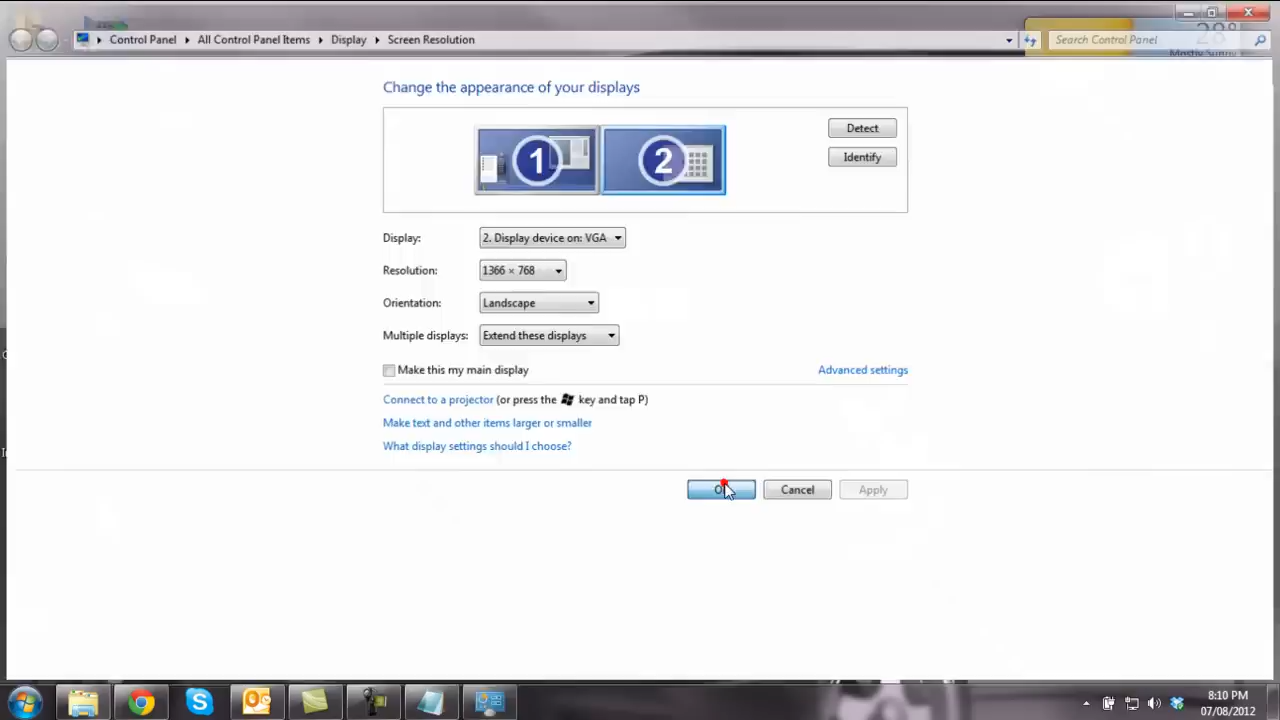 Control Panel All Control Panel Items Display Screen Resolution
Search Control Panel
28°
Mostly Sunny
Change the appearance of your displays
1
2
Detect
Identify
Display: 2. Display device on: VGA
Resolution: 1366 × 768
Orientation: Landscape
Multiple displays: Extend these displays
Make this my main display
Advanced settings
Connect to a projector (or press the key and tap P)
Make text and other items larger or smaller
What display settings should I choose?
Cancel
Apply
8:10 PM
07/08/2012